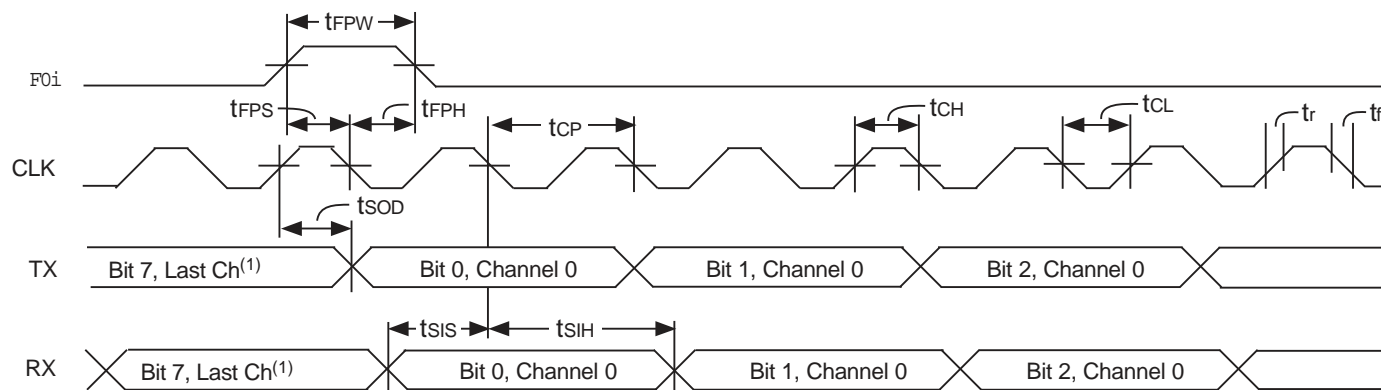 tFPW
F0i
tFPS tFPH tCP tCH tCL tr tf
CLK
tSOD
TX Bit 7, Last Ch(1) Bit 0, Channel 0 Bit 1, Channel 0 Bit 2, Channel 0
tSIS tSIH
RX Bit 7, Last Ch(1) Bit 0, Channel 0 Bit 1, Channel 0 Bit 2, Channel 0